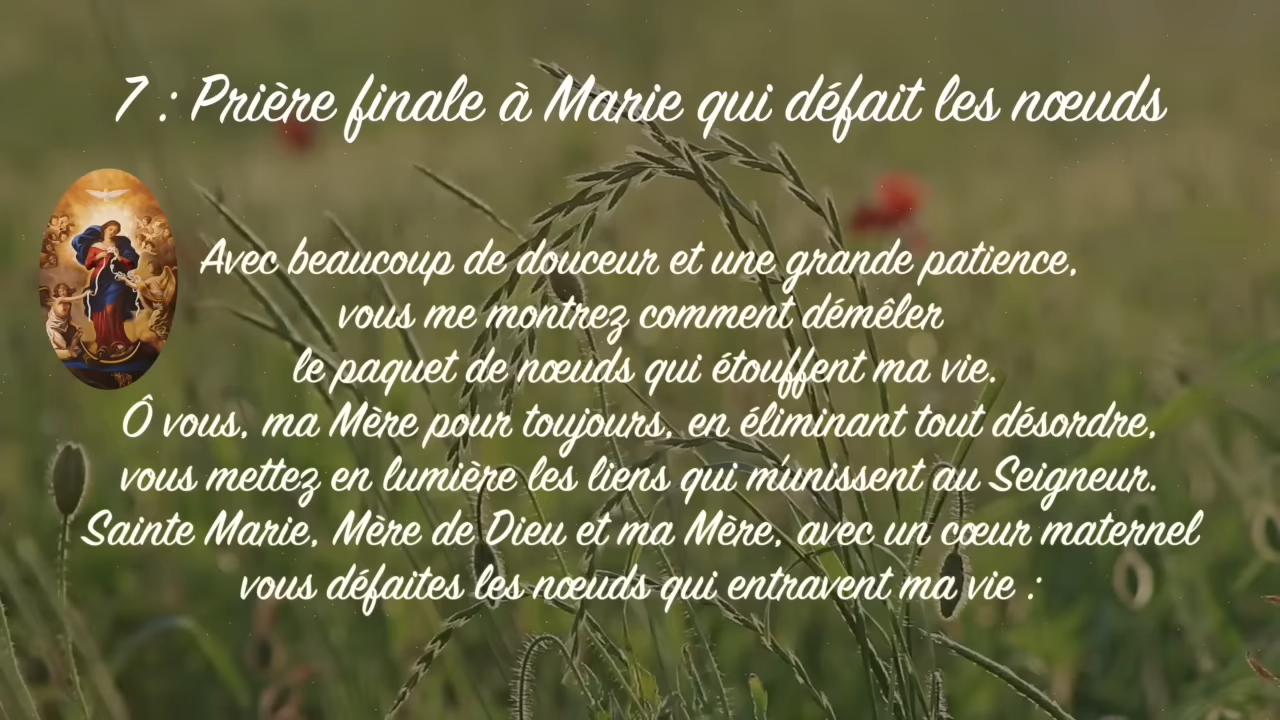 7 : Prière finale à Marie qui défait les nœuds
Avec beaucoup de douceur et une grande patience,
vous me montrez comment démêler
le paquet de nœuds qui étouffent ma vie.
Ô vous, ma Mère pour toujours, en éliminant tout désordre,
vous mettez en lumière les liens qui m'unissent au Seigneur.
Sainte Marie, Mère de Dieu et ma Mère, avec un cœur maternel
vous défaites les nœuds qui entravent ma vie :